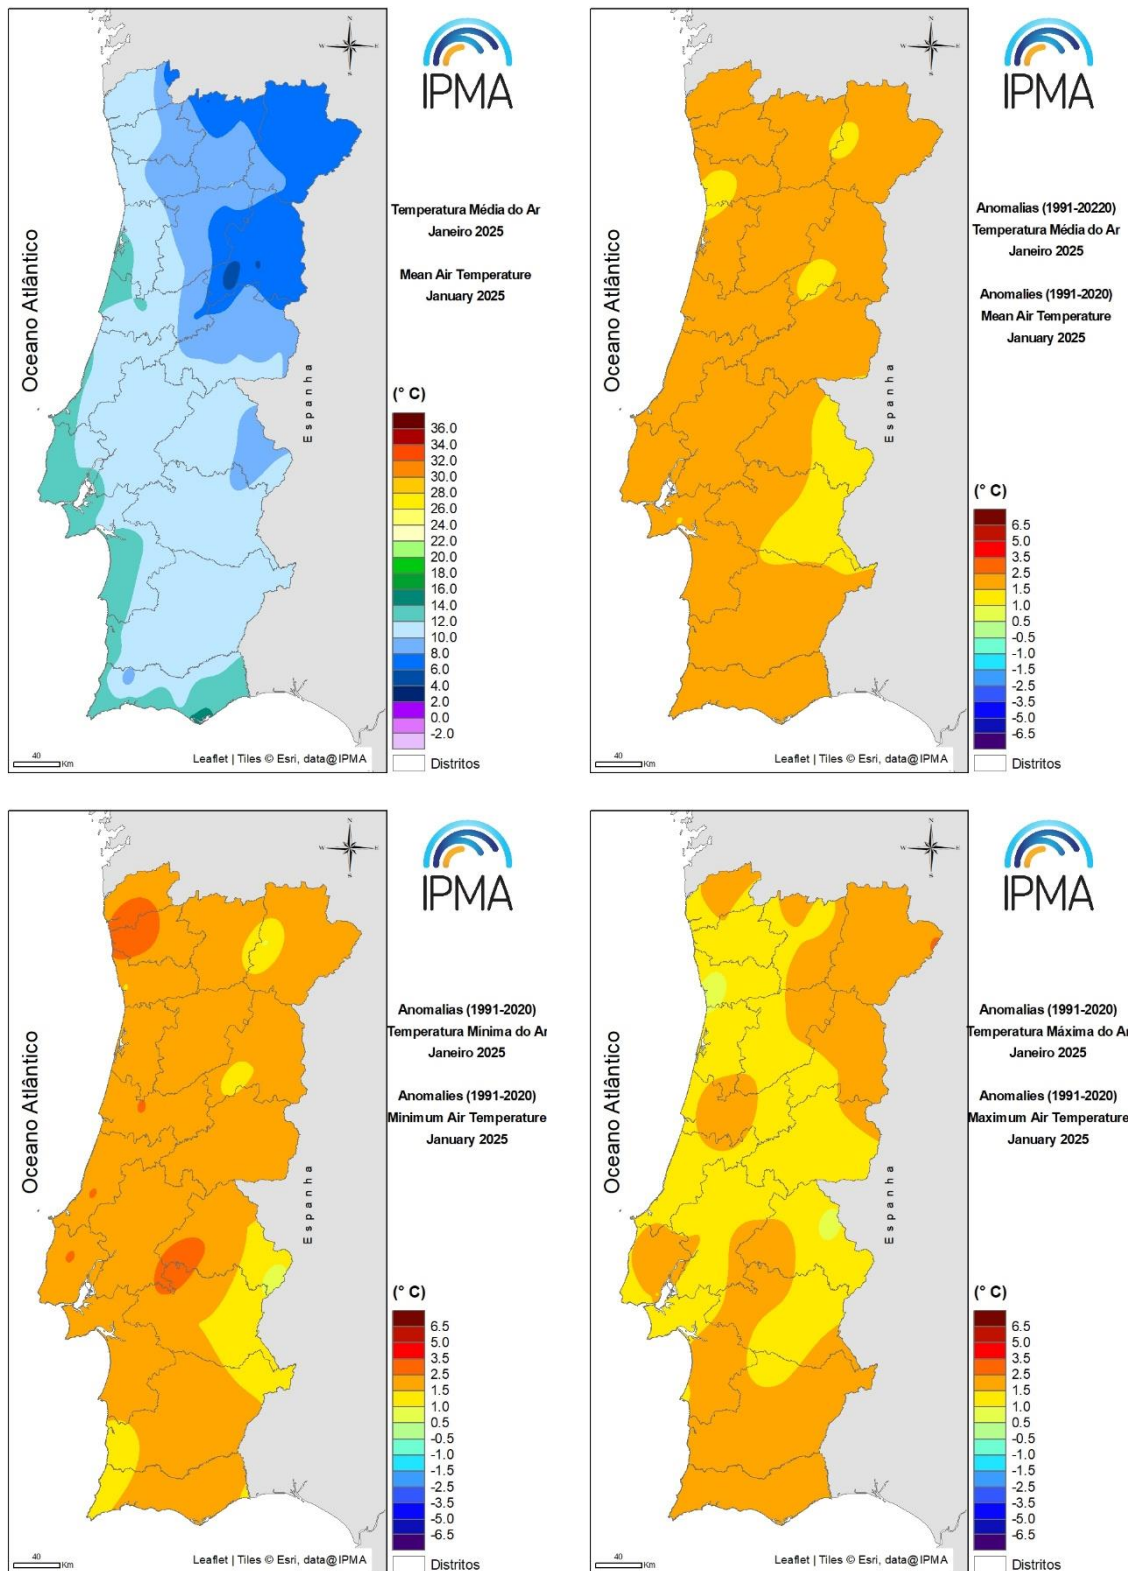 N
W E
S
IPMA
Oceano Atlântico
Espanha
Temperatura Média do Ar
Janeiro 2025
Mean Air Temperature
January 2025
(° C)
36.0
34.0
32.0
30.0
28.0
26.0
24.0
22.0
20.0
18.0
16.0
14.0
12.0
10.0
8.0
6.0
4.0
2.0
0.0
-2.0
Distritos
40
Km
Leaflet | Tiles © Esri, data@IPMA
N
W E
S
IPMA
Oceano Atlântico
Espanha
Anomalias (1991-20220)
Temperatura Média do Ar
Janeiro 2025
Anomalies (1991-2020)
Mean Air Temperature
January 2025
(° C)
6.5
5.0
3.5
2.5
1.5
1.0
0.5
-0.5
-1.0
-1.5
-2.5
-3.5
-5.0
-6.5
Distritos
40
Km
Leaflet | Tiles © Esri, data@IPMA
N
W E
S
IPMA
Oceano Atlântico
Espanha
Anomalias (1991-2020)
Temperatura Mínima do Ar
Janeiro 2025
Anomalies (1991-2020)
Minimum Air Temperature
January 2025
(° C)
6.5
5.0
3.5
2.5
1.5
1.0
0.5
-0.5
-1.0
-1.5
-2.5
-3.5
-5.0
-6.5
Distritos
40
Km
Leaflet | Tiles © Esri, data@IPMA
N
W E
S
IPMA
Oceano Atlântico
Espanha
Anomalias (1991-2020)
Temperatura Máxima do Ar
Janeiro 2025
Anomalies (1991-2020)
Maximum Air Temperature
January 2025
(° C)
6.5
5.0
3.5
2.5
1.5
1.0
0.5
-0.5
-1.0
-1.5
-2.5
-3.5
-5.0
-6.5
Distritos
40
Km
Leaflet | Tiles © Esri, data@IPMA